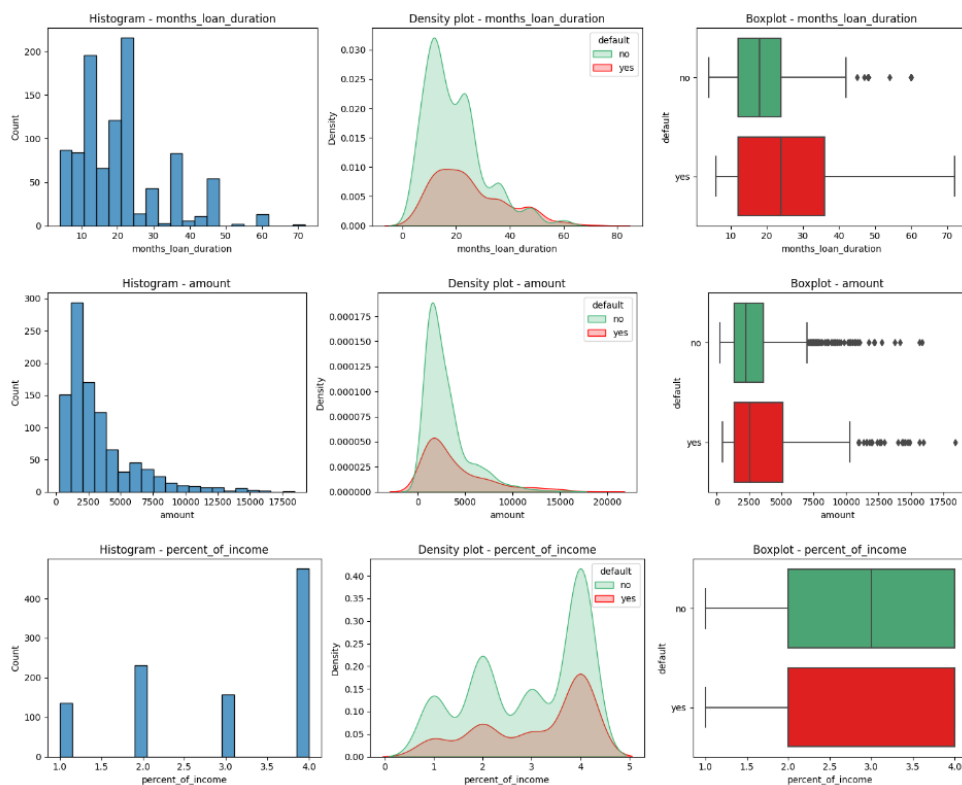 Histogram - months_loan_duration
200
150
100
50
0
Count
10 20 30 40 50 60 70
months_loan_duration
Density plot - months_loan_duration
default
no
yes
0.030
0.025
0.020
0.015
0.010
0.005
0.000
Density
0 20 40 60 80
months_loan_duration
Boxplot - months_loan_duration
no
yes
default
10 20 30 40 50 60 70
months_loan_duration
Histogram - amount
300
250
200
150
100
50
0
Count
2500 5000 7500 10000 12500 15000 17500
amount
Density plot - amount
default
no
yes
0.000175
0.000150
0.000125
0.000100
0.000075
0.000050
0.000025
0.000000
Density
0 5000 10000 15000 20000
amount
Boxplot - amount
no
yes
default
0 2500 5000 7500 10000 12500 15000 17500
amount
Histogram - percent_of_income
400
300
200
100
0
Count
1.0 1.5 2.0 2.5 3.0 3.5 4.0
percent_of_income
Density plot - percent_of_income
default
no
yes
0.40
0.35
0.30
0.25
0.20
0.15
0.10
0.05
0.00
Density
0 1 2 3 4 5
percent_of_income
Boxplot - percent_of_income
no
yes
default
1.0 1.5 2.0 2.5 3.0 3.5 4.0
percent_of_income